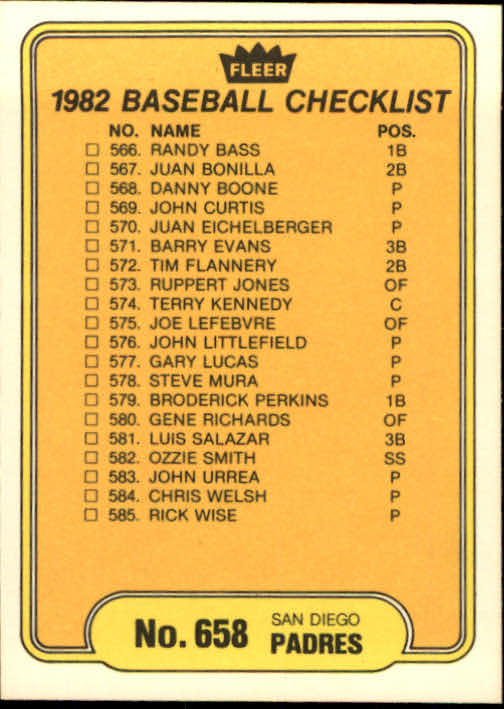 FLEER
1982 BASEBALL CHECKLIST
NO. NAME POS.
566. RANDY BASS 1B
567. JUAN BONILLA 2B
568. DANNY BOONE P
569. JOHN CURTIS P
570. JUAN EICHELBERGER P
571. BARRY EVANS 3B
572. TIM FLANNERY 2B
573. RUPPERT JONES OF
574. TERRY KENNEDY C
575. JOE LEFEBVRE OF
576. JOHN LITTLEFIELD P
577. GARY LUCAS P
578. STEVE MURA P
579. BRODERICK PERKINS 1B
580. GENE RICHARDS OF
581. LUIS SALAZAR 3B
582. OZZIE SMITH SS
583. JOHN URREA P
584. CHRIS WELSH P
585. RICK WISE P
No. 658 SAN DIEGO
PADRES